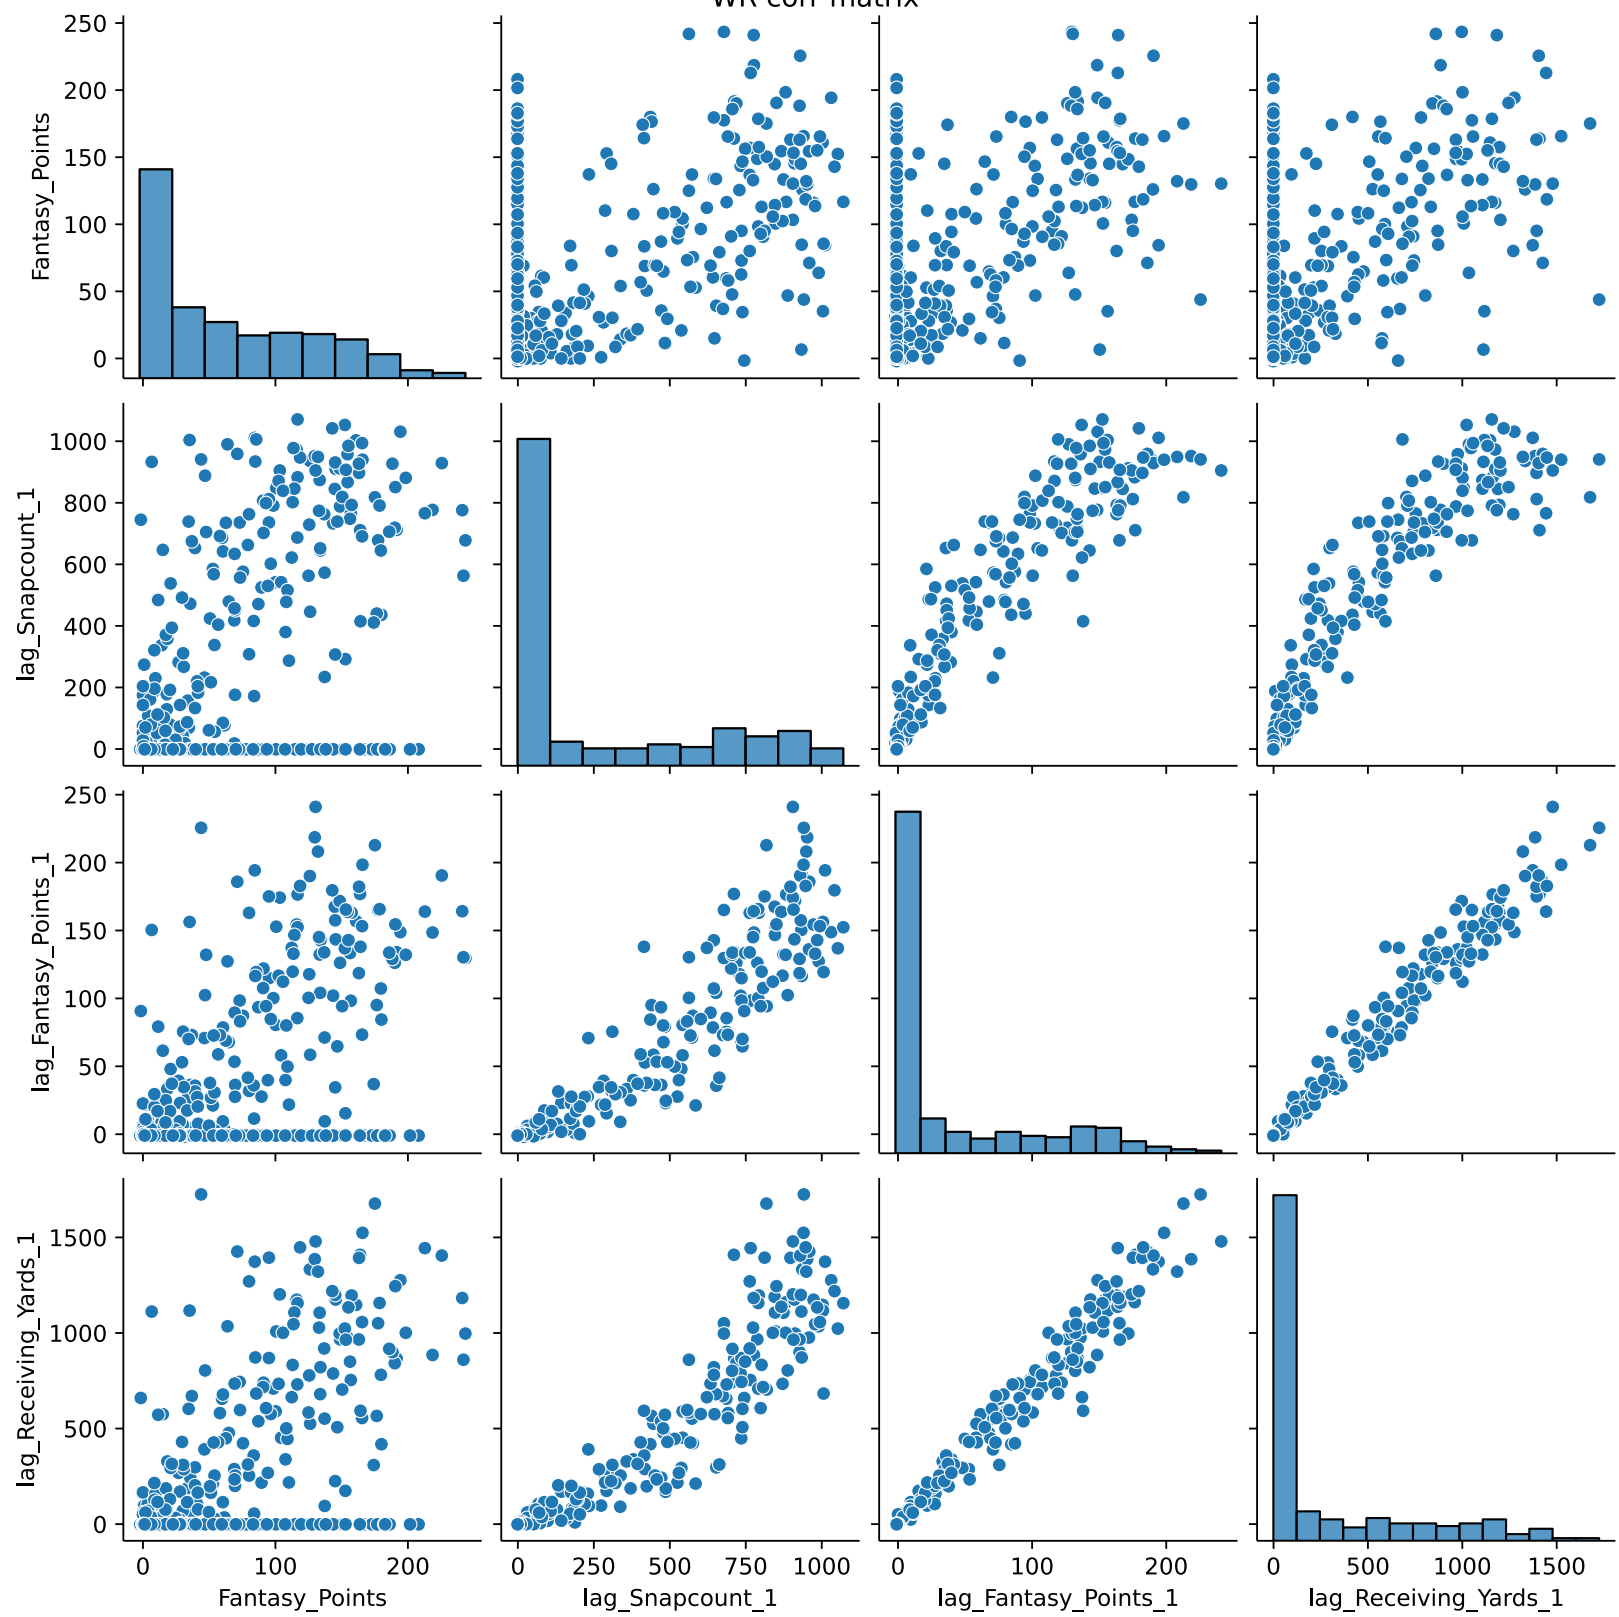 WR corr matrix
250
200
150
100
50
0
Fantasy_Points
1000
800
600
400
200
0
lag_Snapcount_1
250
200
150
100
50
0
lag_Fantasy_Points_1
1500
1000
500
0
lag_Receiving_Yards_1
0 100 200
Fantasy_Points
0 250 500 750 1000
lag_Snapcount_1
0 100 200
lag_Fantasy_Points_1
0 500 1000 1500
lag_Receiving_Yards_1